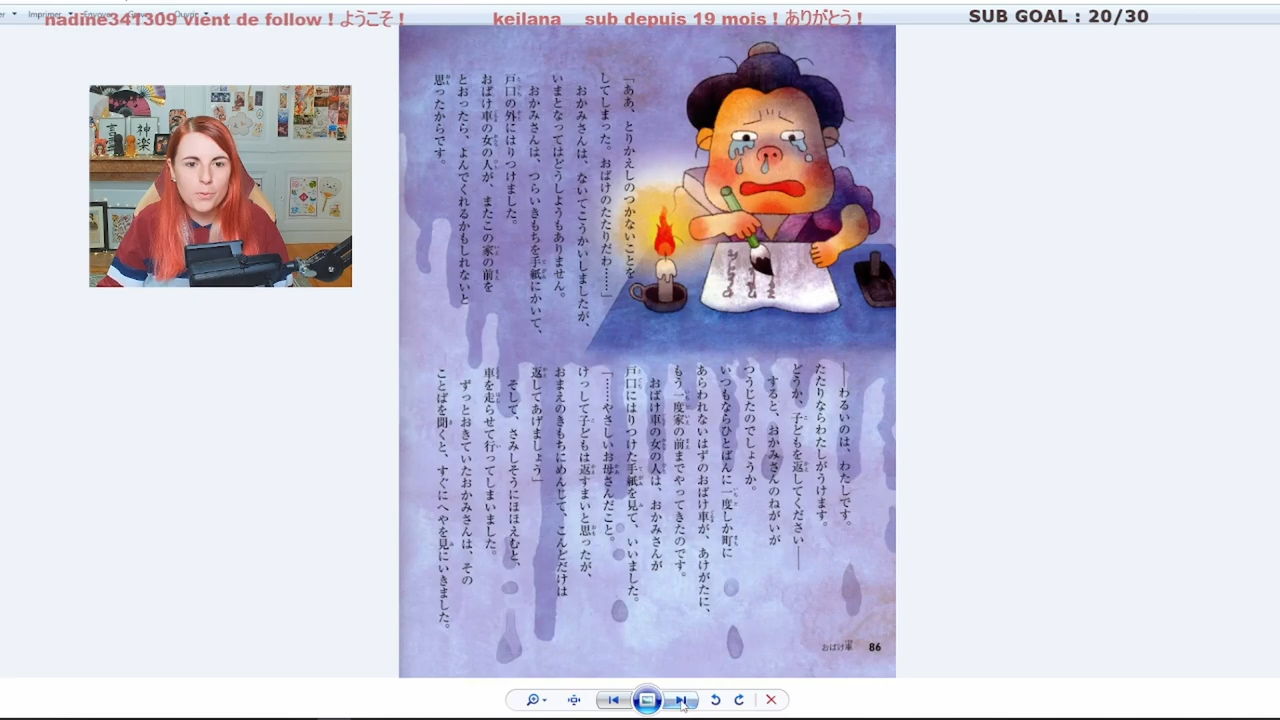 nadine341309 vient de follow ! ようこそ !
keilana sub depuis 19 mois ! ありがとう !
SUB GOAL : 20/30
Imprimer
Ouvrir
言
神楽
「ああ、とりかえしのつかないことを
してしまった。おばけのたたりだわ……」
おかみさんは、ないてこうかいしましたが、
いまとなってはどうしようもありません。
おかみさんは、つらいきもちを手紙にかいて、
戸口の外にはりつけました。
おばけ車の女の人が、またこの家の前を
とおったら、よんでくれるかもしれないと
思ったからです。
──わるいのは、わたしです。
たたりならわたしがうけます。
どうか、子どもを返してください──
すると、おかみさんのねがいが
つうじたのでしょうか。
いつもならひとばんに一度しか町に
あらわれないはずのおばけ車が、あけがたに、
もう一度家の前までやってきたのです。
おばけ車の女の人は、おかみさんが
戸口にはりつけた手紙を見て、いいました。
「……やさしいお母さんだこと。
けっして子どもは返すまいと思ったが、
おまえのきもちにめんじて、こんどだけは
返してあげましょう」
そして、さみしそうにほほえむと、
車を走らせて行ってしまいました。
ずっとおきていたおかみさんは、その
ことばを聞くと、すぐにへやを見にいきました。
おばけ車 86